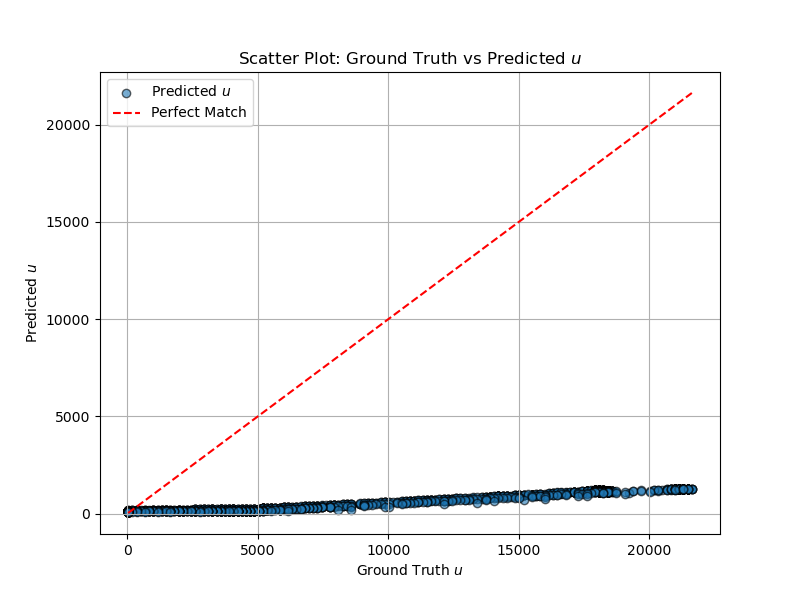 Scatter Plot: Ground Truth vs Predicted u
Predicted u
Perfect Match
20000
15000
10000
5000
0
Predicted u
0 5000 10000 15000 20000
Ground Truth u